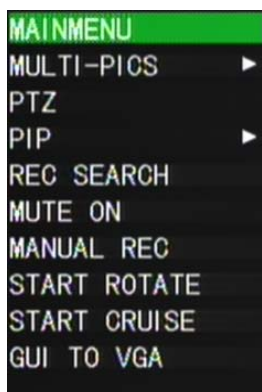 MAINMENU
MULTI-PICS
PTZ
PIP
REC SEARCH
MUTE ON
MANUAL REC
START ROTATE
START CRUISE
GUI TO VGA